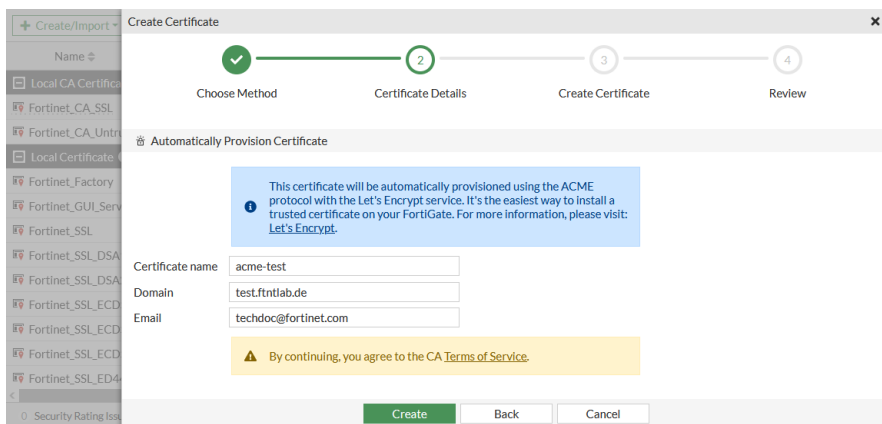 Create/Import
Name
Local CA Certifica
Fortinet_CA_SSL
Fortinet_CA_Untru
Local Certificate
Fortinet_Factory
Fortinet_GUI_Serv
Fortinet_SSL
Fortinet_SSL_DSA
Fortinet_SSL_DSA
Fortinet_SSL_ECD
Fortinet_SSL_ECD
Fortinet_SSL_ECD
Fortinet_SSL_ED44
0 Security Rating Issu
Create Certificate
2
3
4
Choose Method
Certificate Details
Create Certificate
Review
Automatically Provision Certificate
This certificate will be automatically provisioned using the ACME
protocol with the Let's Encrypt service. It's the easiest way to install a
trusted certificate on your FortiGate. For more information, please visit:
Let's Encrypt.
Certificate name acme-test
Domain test.ftntlab.de
Email techdoc@fortinet.com
By continuing, you agree to the CA Terms of Service.
Create Back Cancel